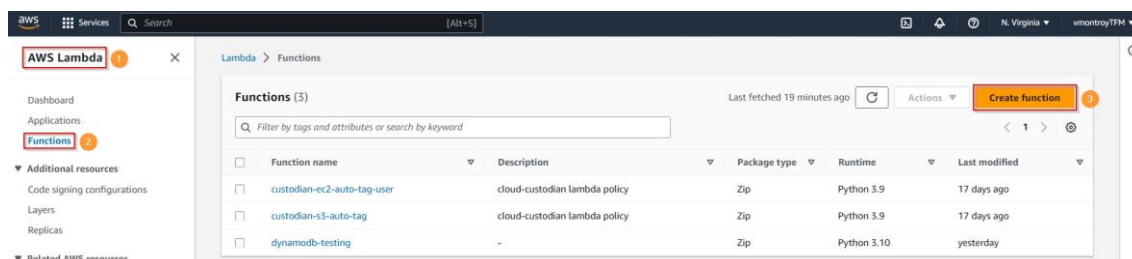 aws Services Search [Alt+S] N. Virginia vmontroyTFM
AWS Lambda 1
Dashboard
Applications
Functions 2
Additional resources
Code signing configurations
Layers
Replicas
Related AWS resources
Lambda > Functions
Functions (3) Last fetched 19 minutes ago Actions Create function 3
Filter by tags and attributes or search by keyword 1
Function name Description Package type Runtime Last modified
custodian-ec2-auto-tag-user cloud-custodian lambda policy Zip Python 3.9 17 days ago
custodian-s3-auto-tag cloud-custodian lambda policy Zip Python 3.9 17 days ago
dynamodb-testing - Zip Python 3.10 yesterday